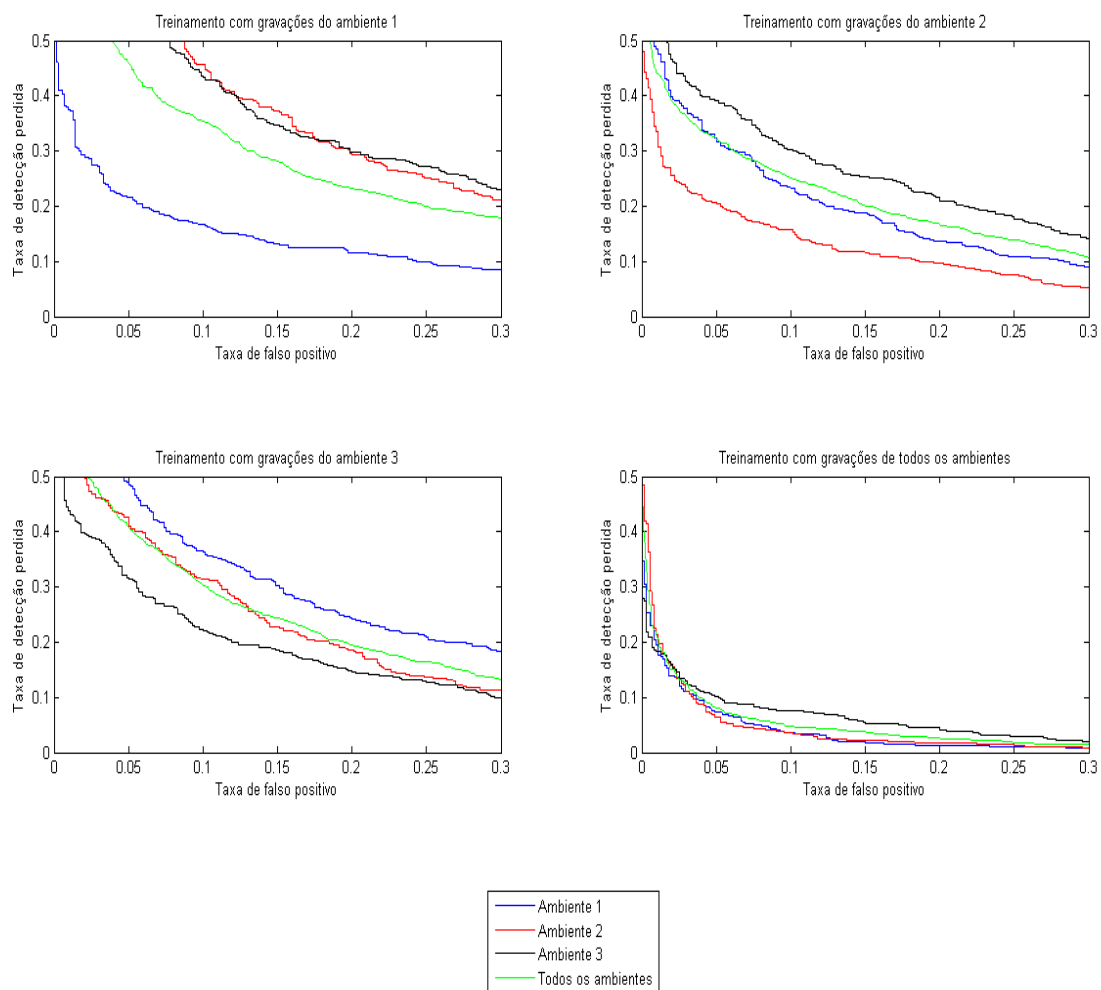 Treinamento com gravações do ambiente 1
0.5
0.4
0.3
0.2
0.1
0
Taxa de detecção perdida
0 0.05 0.1 0.15 0.2 0.25 0.3
Taxa de falso positivo
Treinamento com gravações do ambiente 2
0.5
0.4
0.3
0.2
0.1
0
Taxa de detecção perdida
0 0.05 0.1 0.15 0.2 0.25 0.3
Taxa de falso positivo
Treinamento com gravações do ambiente 3
0.5
0.4
0.3
0.2
0.1
0
Taxa de detecção perdida
0 0.05 0.1 0.15 0.2 0.25 0.3
Taxa de falso positivo
Treinamento com gravações de todos os ambientes
0.5
0.4
0.3
0.2
0.1
0
Taxa de detecção perdida
0 0.05 0.1 0.15 0.2 0.25 0.3
Taxa de falso positivo
Ambiente 1
Ambiente 2
Ambiente 3
Todos os ambientes